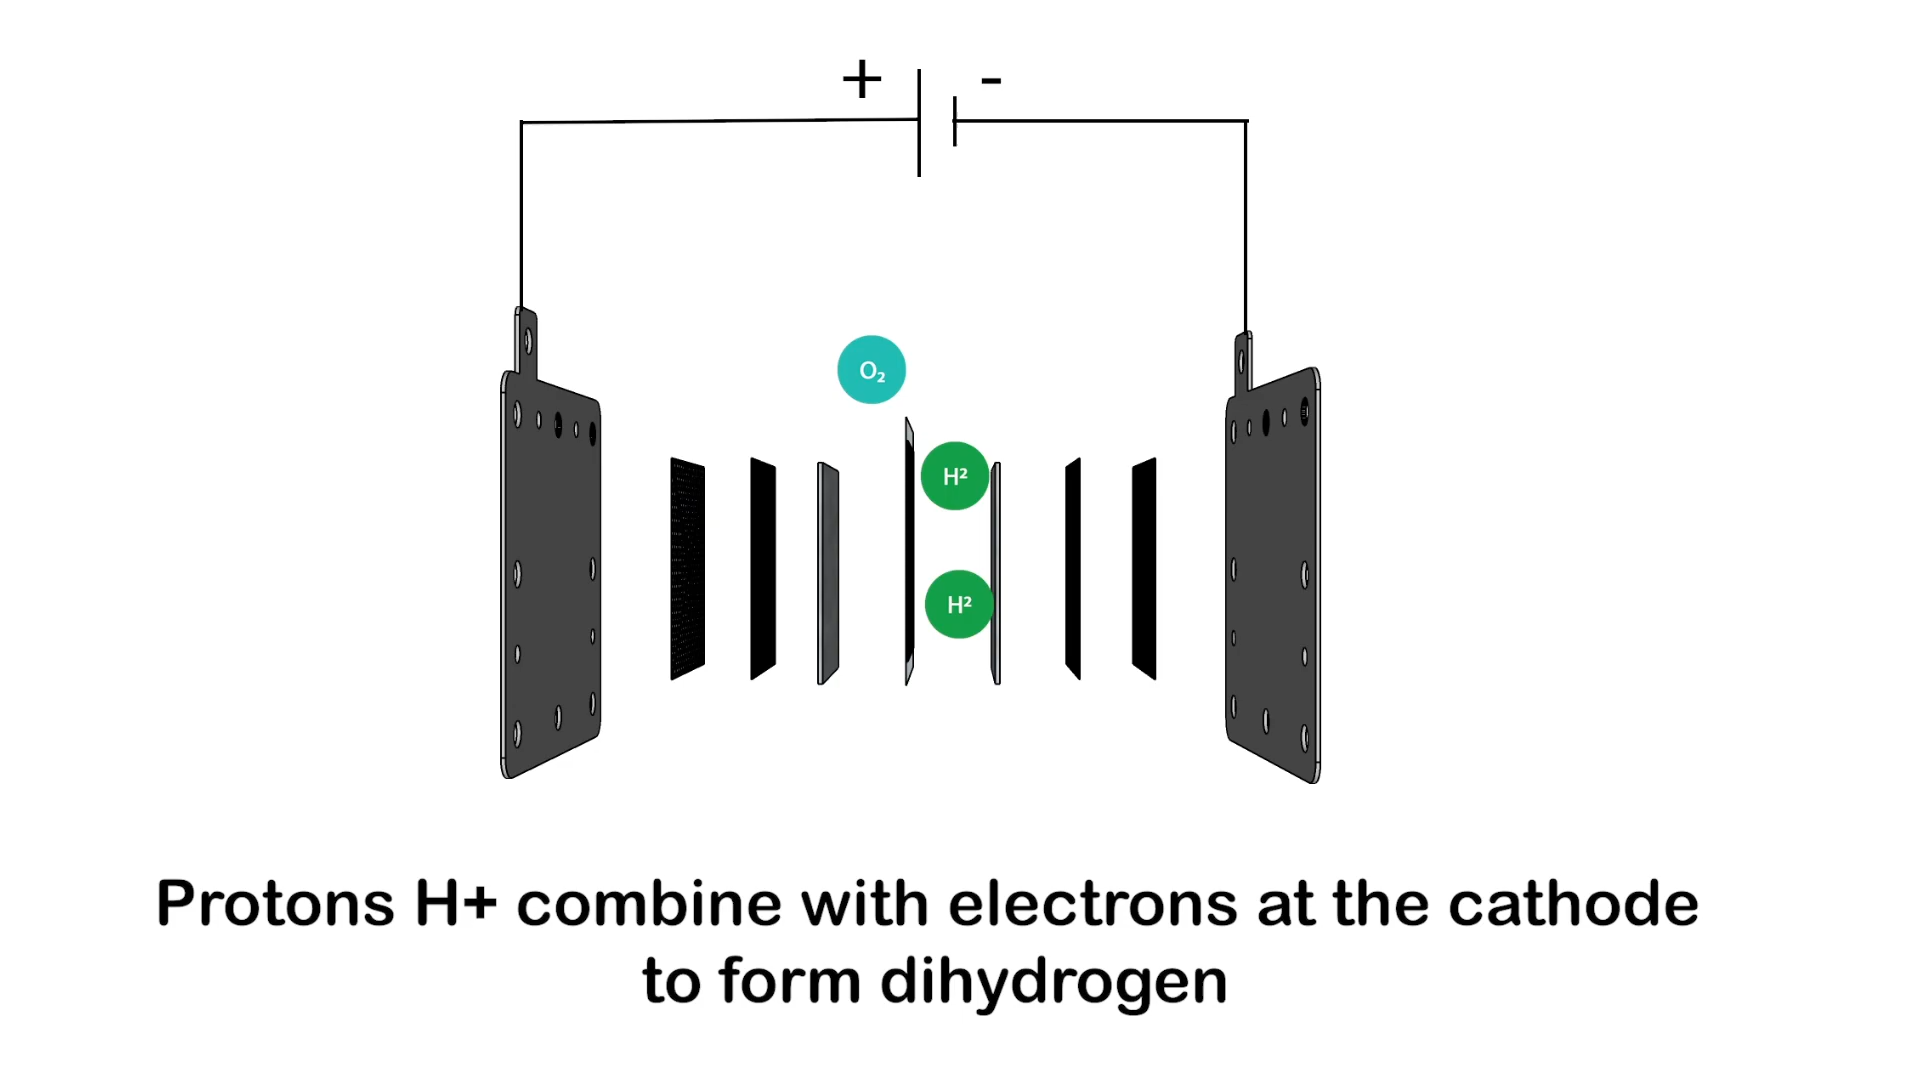 + -
O₂
H²
H²
Protons H+ combine with electrons at the cathode
to form dihydrogen